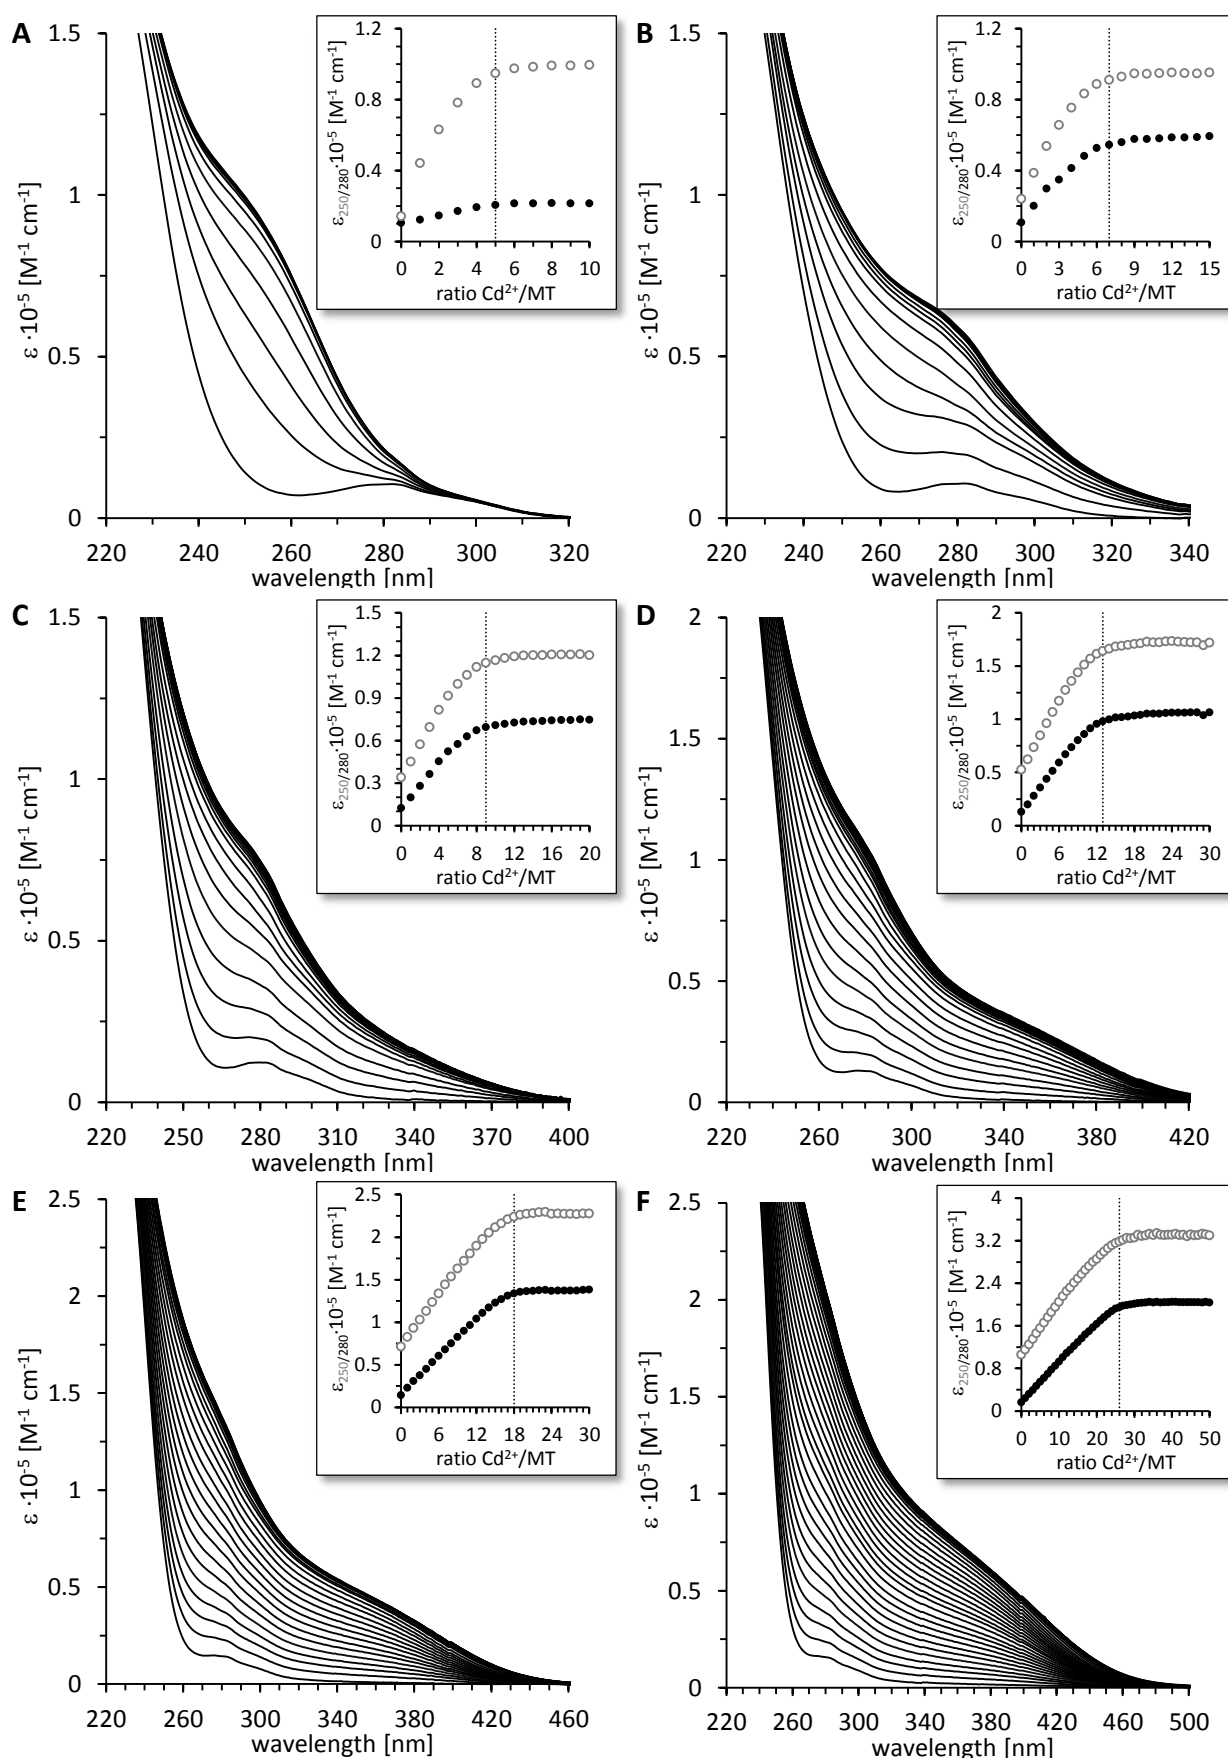 A
1.5
1
0.5
0
220 240 260 280 300 320
wavelength [nm]
ε ·10-5 [M-1 cm-1]
1.2
0.8
0.4
0
0 2 4 6 8 10
ratio Cd2+/MT
ε250/280·10-5 [M-1 cm-1]
B
1.5
1
0.5
0
220 240 260 280 300 320 340
wavelength [nm]
ε ·10-5 [M-1 cm-1]
1.2
0.8
0.4
0
0 3 6 9 12 15
ratio Cd2+/MT
ε250/280·10-5 [M-1 cm-1]
C
1.5
1
0.5
0
220 250 280 310 340 370 400
wavelength [nm]
ε ·10-5 [M-1 cm-1]
1.5
1.2
0.9
0.6
0.3
0
0 4 8 12 16 20
ratio Cd2+/MT
ε250/280·10-5 [M-1 cm-1]
D
2
1.5
1
0.5
0
220 260 300 340 380 420
wavelength [nm]
ε ·10-5 [M-1 cm-1]
2
1.5
1
0.5
0
0 6 12 18 24 30
ratio Cd2+/MT
ε250/280·10-5 [M-1 cm-1]
E
2.5
2
1.5
1
0.5
0
220 260 300 340 380 420 460
wavelength [nm]
ε ·10-5 [M-1 cm-1]
2.5
2
1.5
1
0.5
0
0 6 12 18 24 30
ratio Cd2+/MT
ε250/280·10-5 [M-1 cm-1]
F
2.5
2
1.5
1
0.5
0
220 260 300 340 380 420 460 500
wavelength [nm]
ε ·10-5 [M-1 cm-1]
4
3.2
2.4
1.6
0.8
0
0 10 20 30 40 50
ratio Cd2+/MT
ε250/280·10-5 [M-1 cm-1]